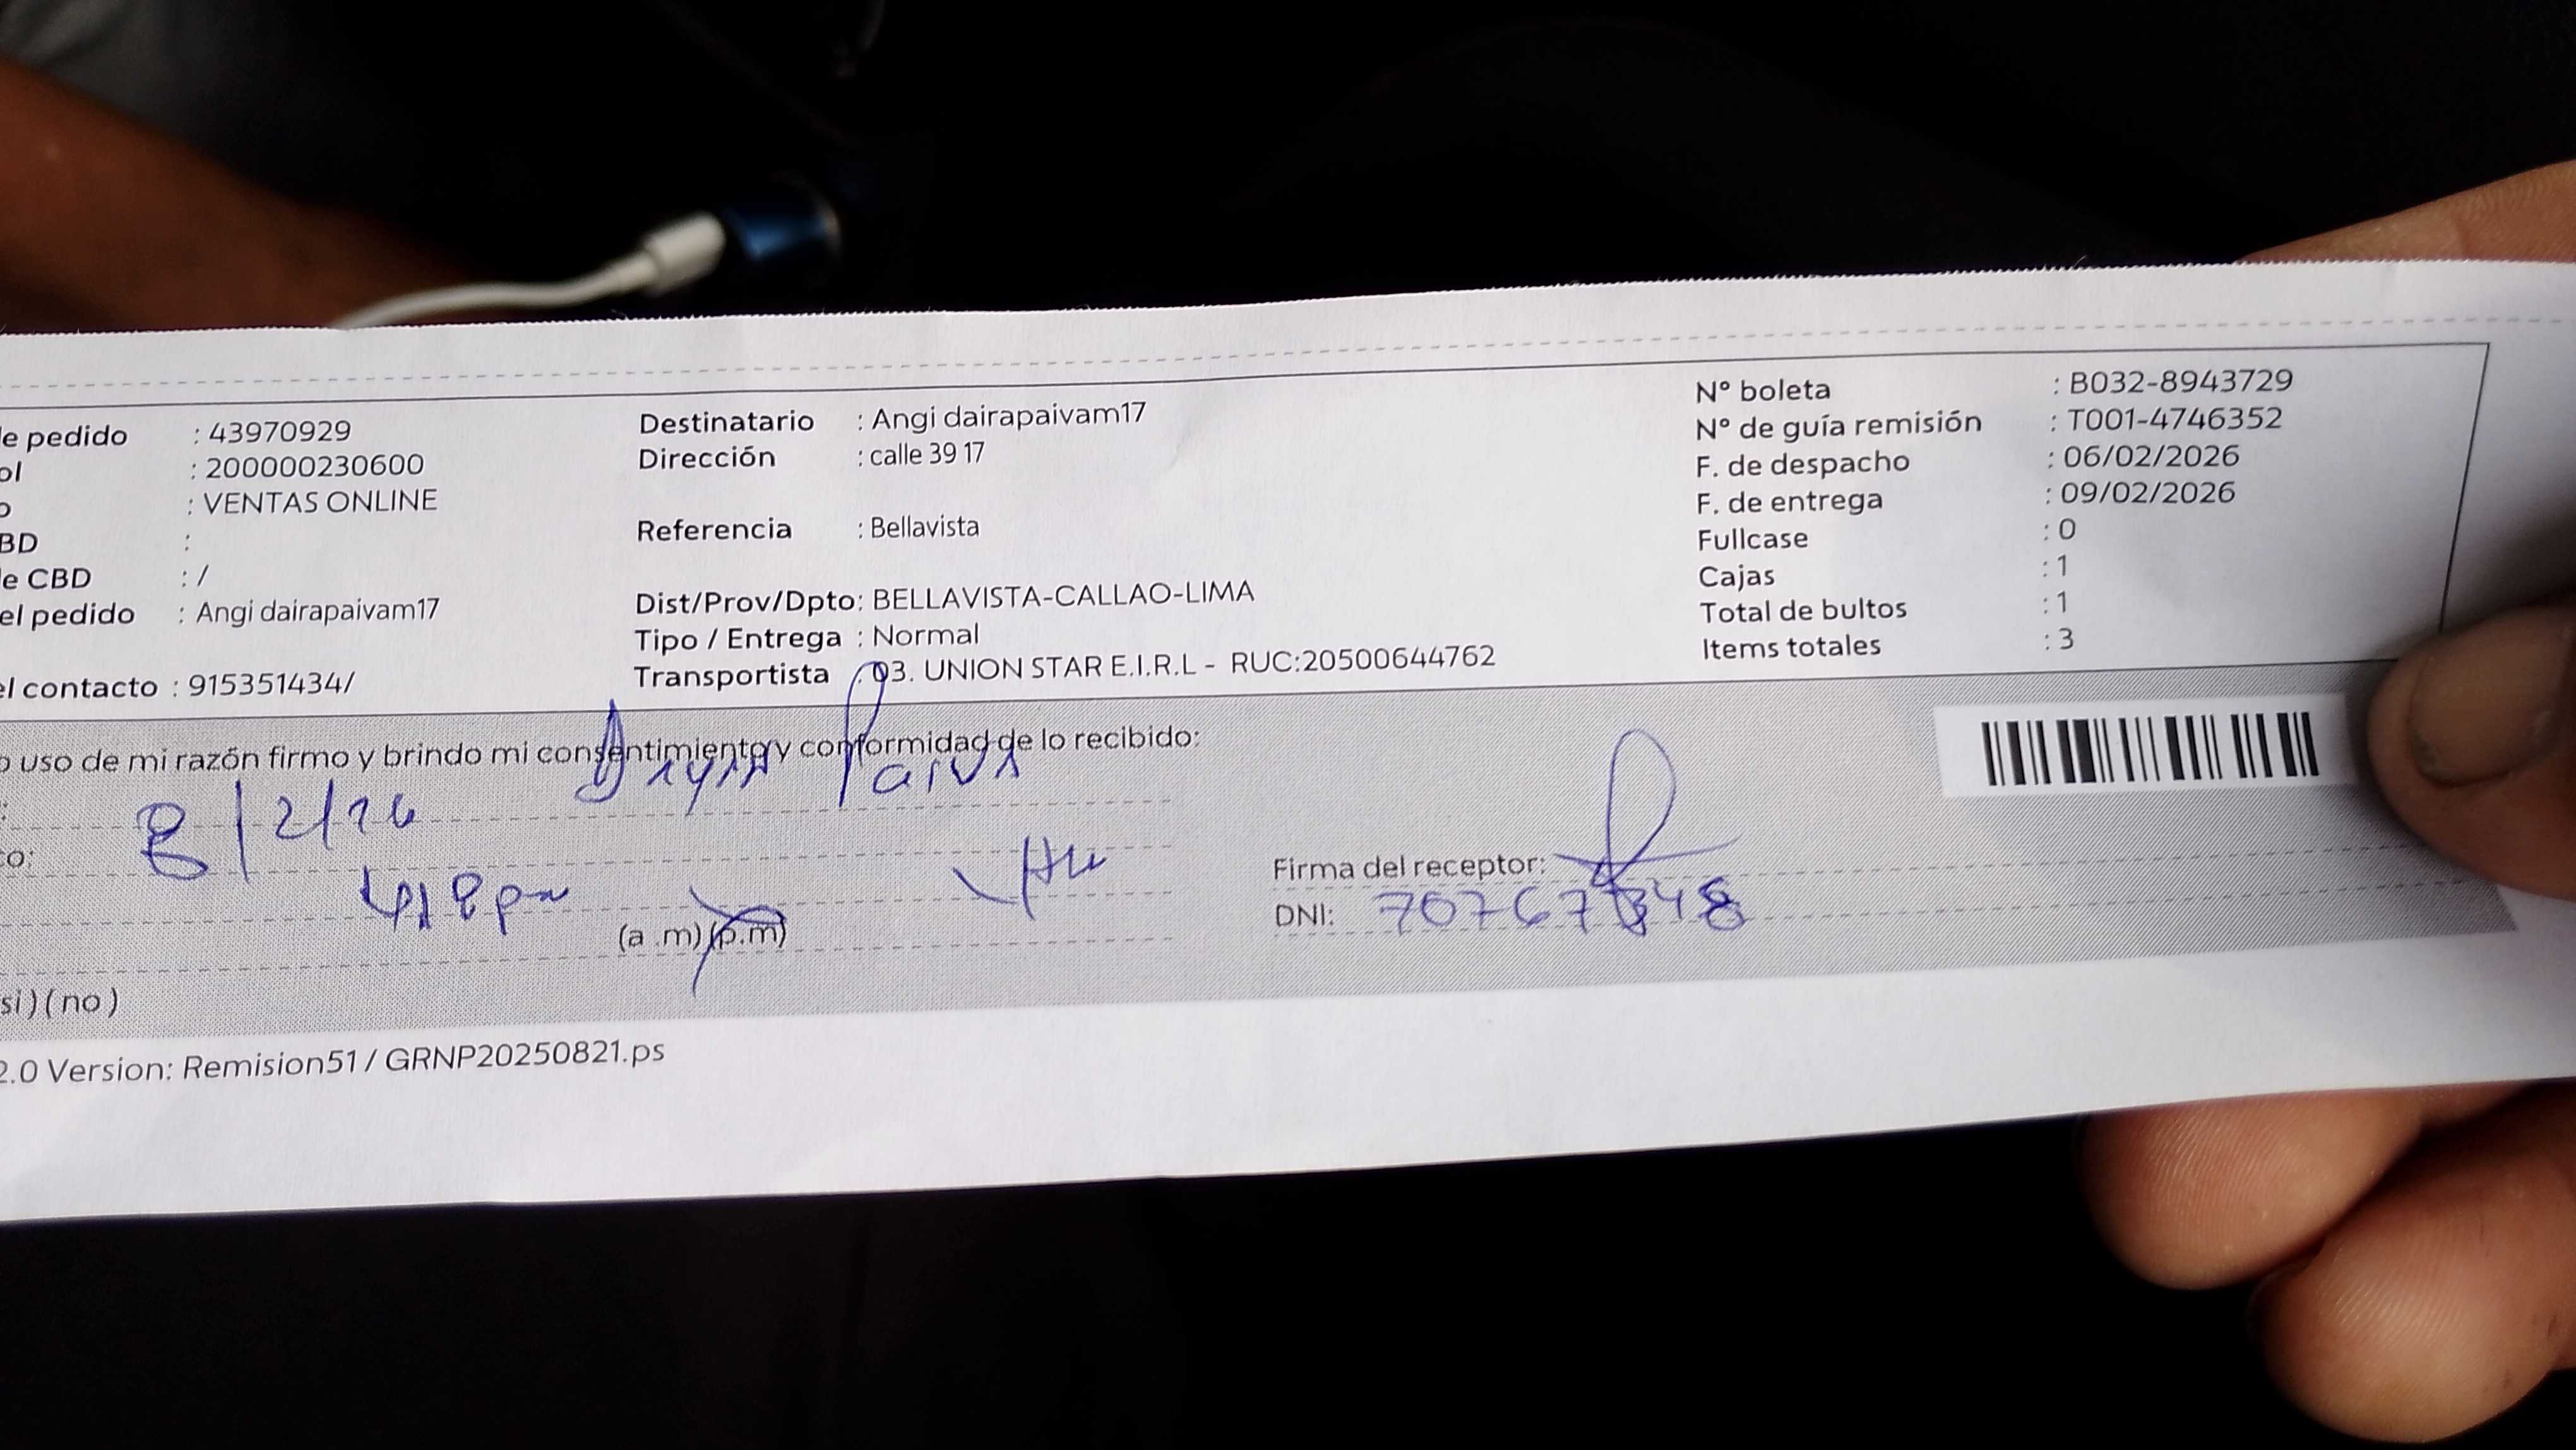 e pedido : 43970929
ol : 200000230600
o : VENTAS ONLINE
BD :
e CBD : /
el pedido : Angi dairapaivam17
el contacto : 915351434/
Destinatario : Angi dairapaivam17
Dirección : calle 39 17
Referencia : Bellavista
Dist/Prov/Dpto: BELLAVISTA-CALLAO-LIMA
Tipo / Entrega : Normal
Transportista : 03. UNION STAR E.I.R.L - RUC:20500644762
N° boleta : B032-8943729
N° de guía remisión : T001-4746352
F. de despacho : 06/02/2026
F. de entrega : 09/02/2026
Fullcase : 0
Cajas : 1
Total de bultos : 1
Items totales : 3
o uso de mi razón firmo y brindo mi consentimiento y conformidad de lo recibido:
Paiva
:
8/2/26
co:
(a .m) (p.m)
Firma del receptor:
DNI:
si ) ( no )
2.0 Version: Remision51 / GRNP20250821.ps